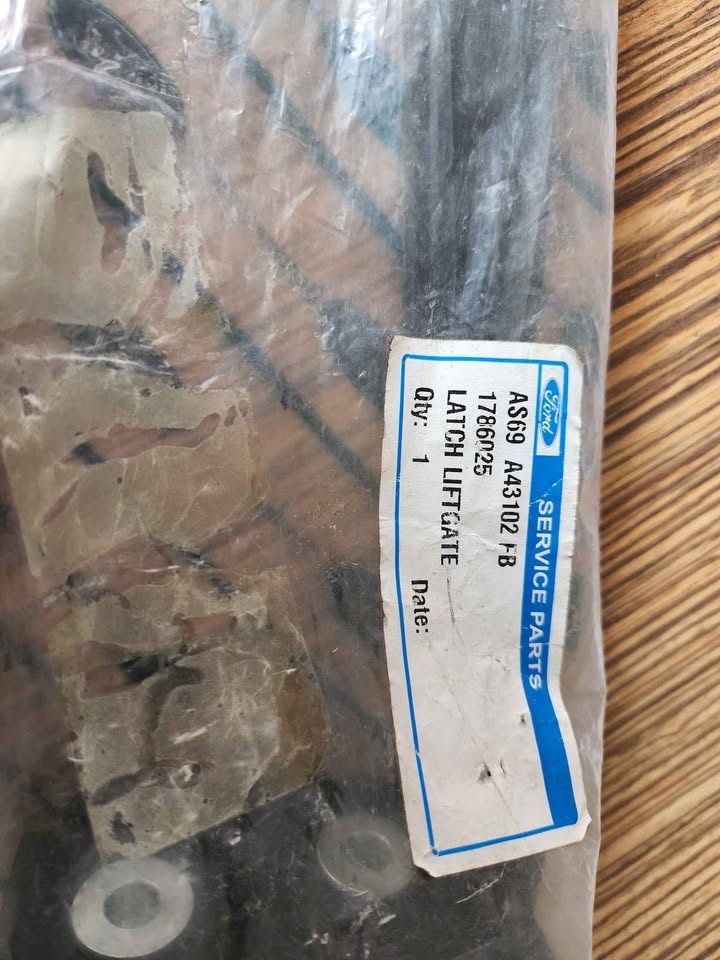 Ford
SERVICE PARTS
AS69 A43102 FB
1786025
LATCH LIFTGATE
Qty: 1 Date: